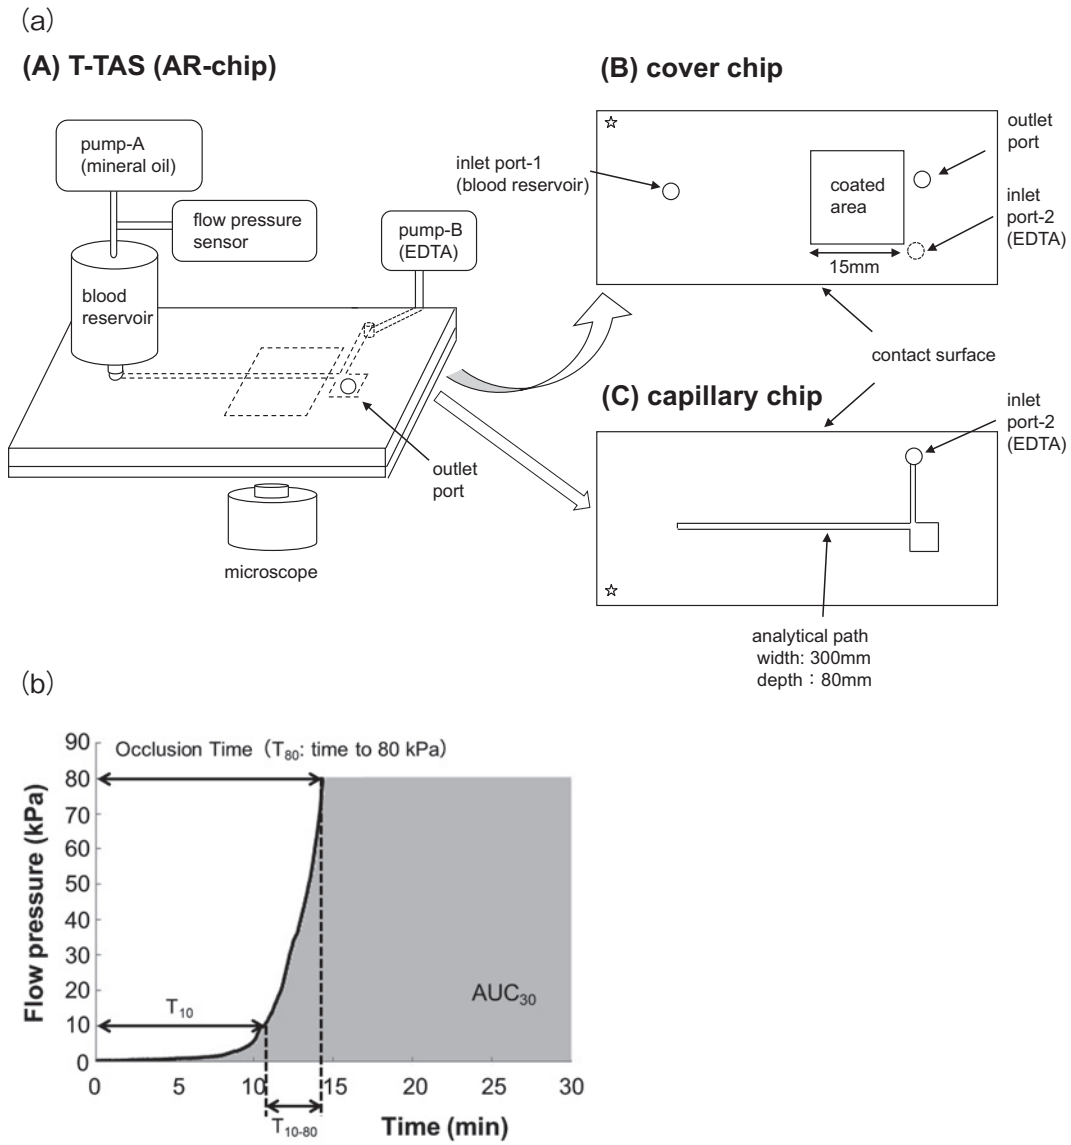 (a)
(A) T-TAS (AR-chip)
pump-A
(mineral oil)
flow pressure
sensor
blood
reservoir
pump-B
(EDTA)
outlet
port
microscope
(B) cover chip
☆
inlet port-1
(blood reservoir)
coated
area
15mm
outlet
port
inlet
port-2
(EDTA)
contact surface
(C) capillary chip
inlet
port-2
(EDTA)
☆
analytical path
width: 300mm
depth：80mm
(b)
Occlusion Time（T80: time to 80 kPa）
Flow pressure (kPa)
90
80
70
60
50
40
30
20
10
0
T10
AUC30
0 5 10 15 20 25 30
T10-80
Time (min)